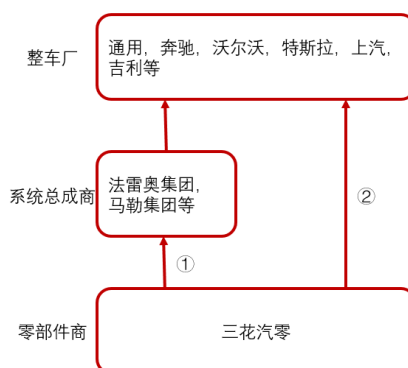 整车厂
通用，奔驰，沃尔沃，特斯拉，上汽，
吉利等
系统总成商
法雷奥集团，
马勒集团等
②
①
零部件商
三花汽零